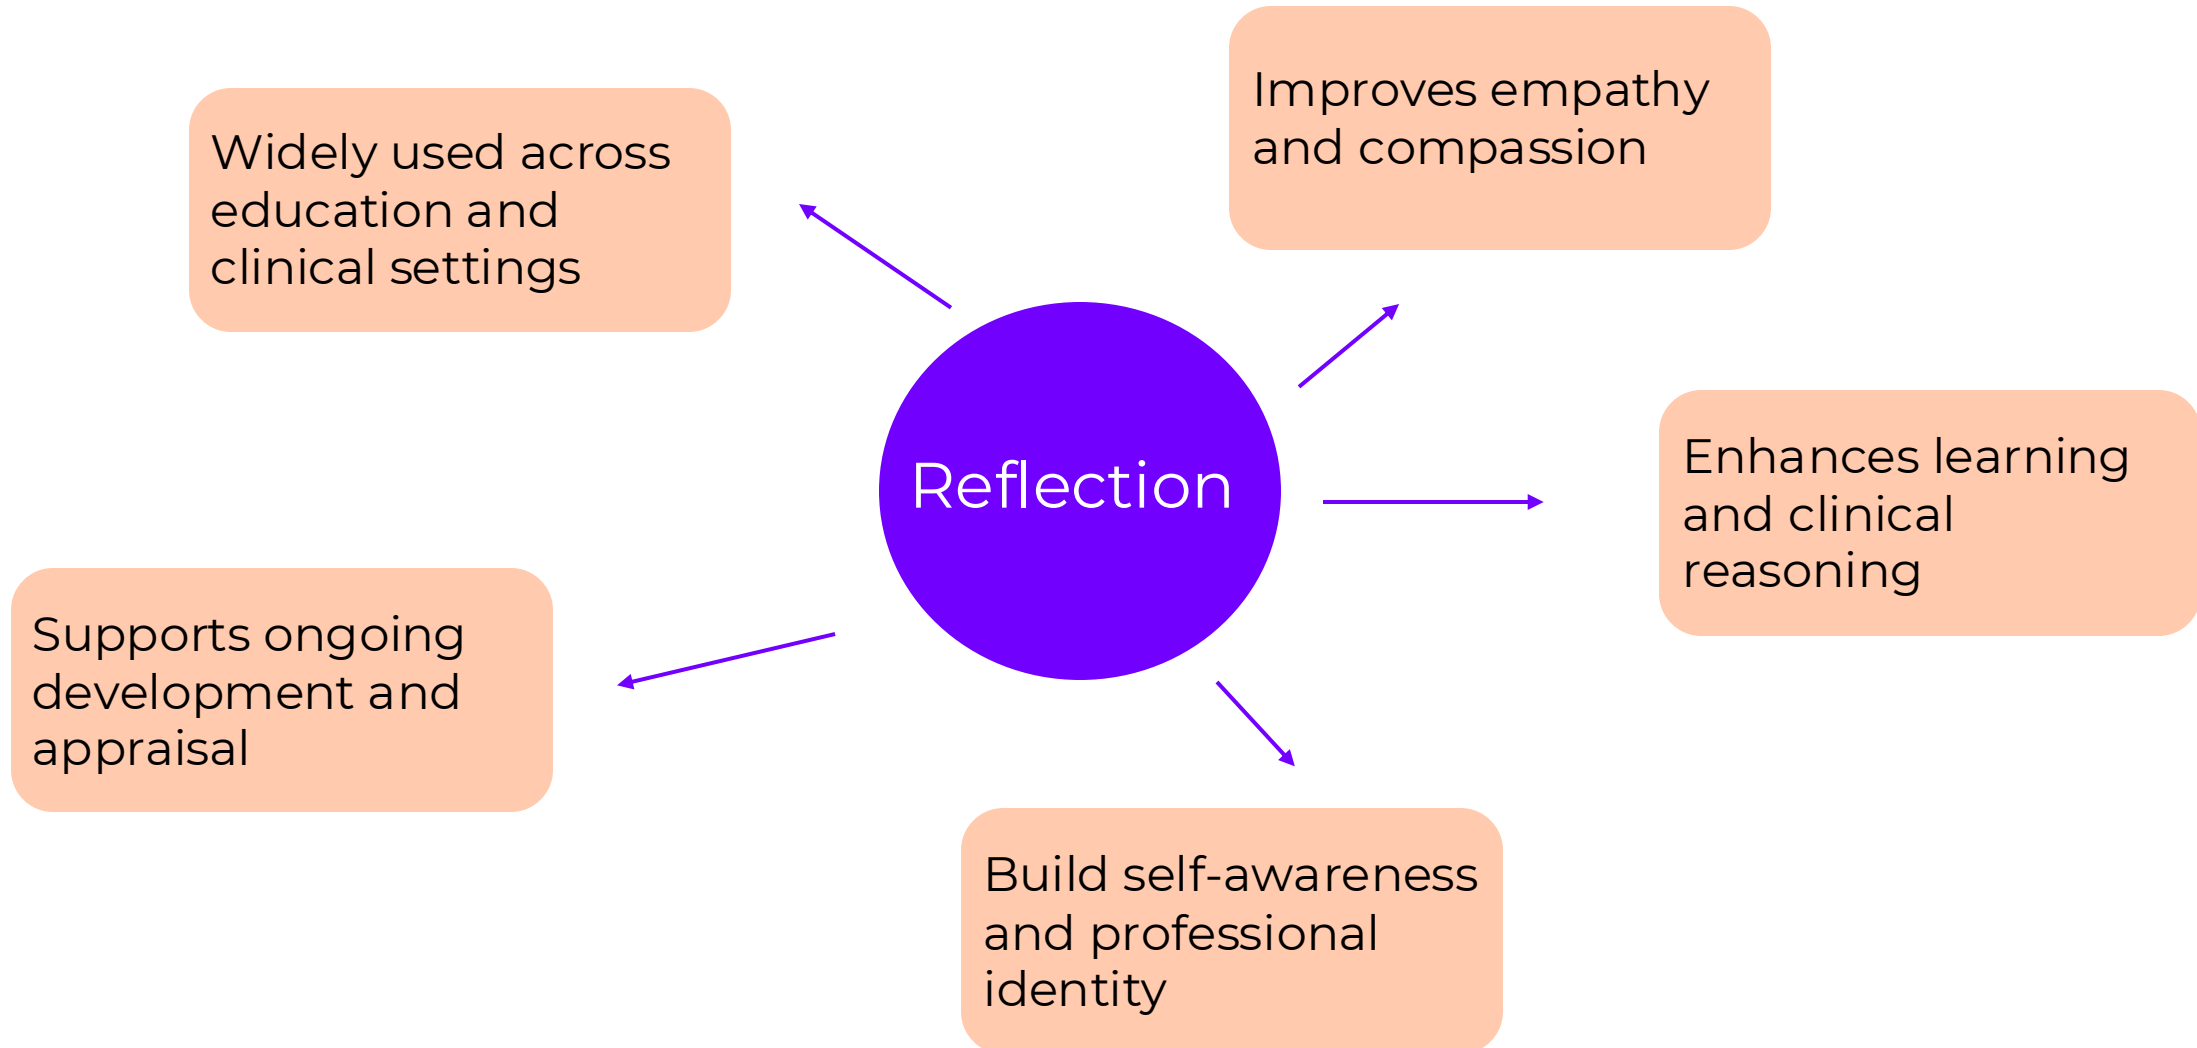 Widely used across
education and
clinical settings
Improves empathy
and compassion
Reflection
Enhances learning
and clinical
reasoning
Supports ongoing
development and
appraisal
Build self-awareness
and professional
identity